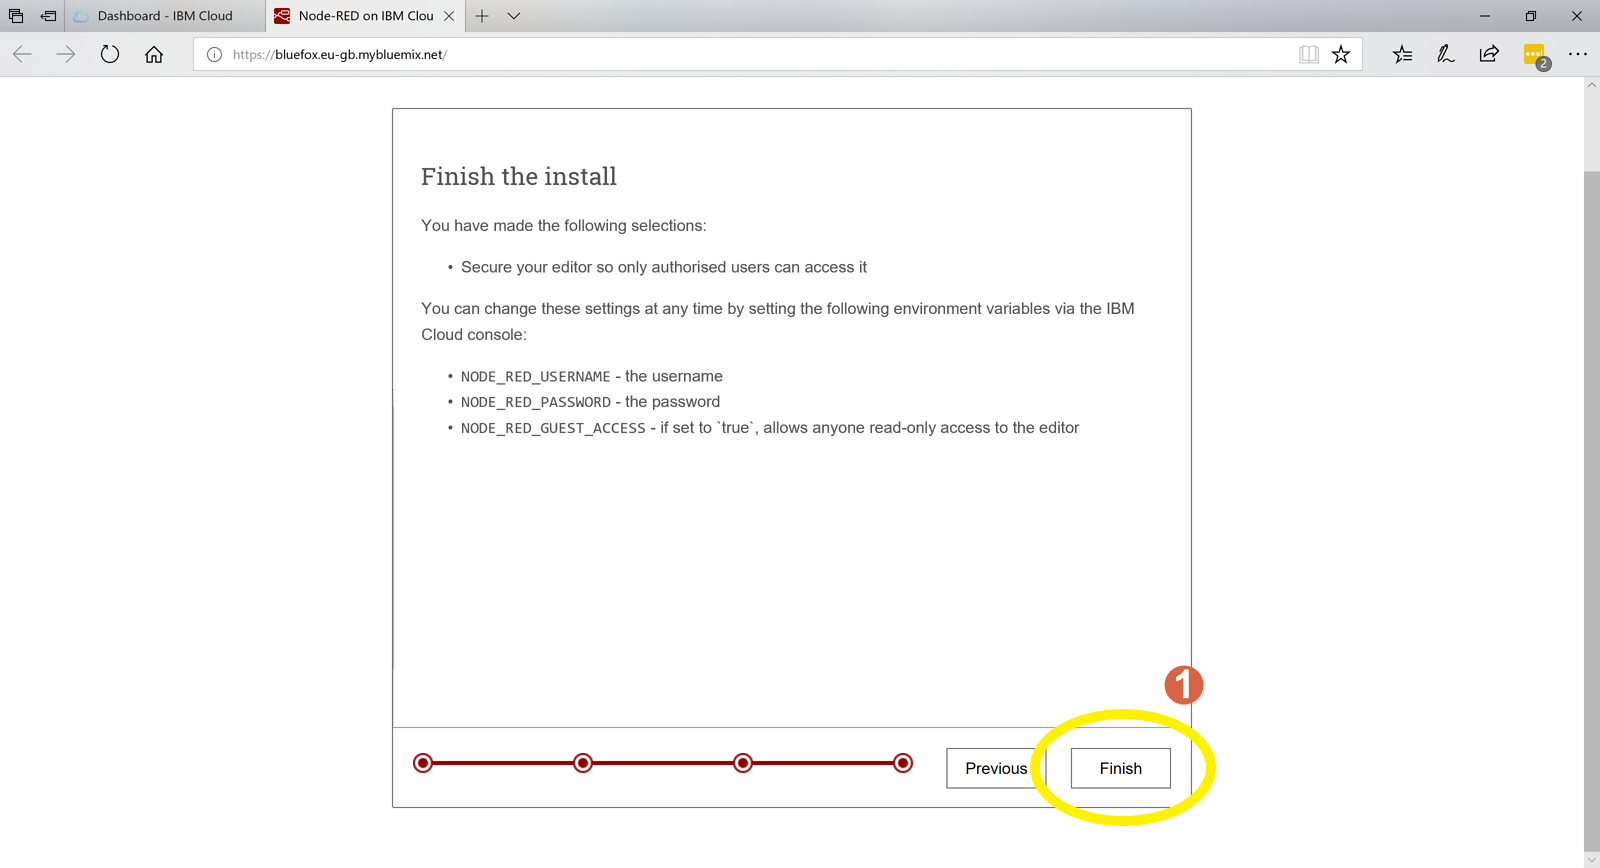 Dashboard - IBM Cloud
Node-RED on IBM Clou
https://bluefox.eu-gb.mybluemix.net/
2
Finish the install
You have made the following selections:
• Secure your editor so only authorised users can access it
You can change these settings at any time by setting the following environment variables via the IBM
Cloud console:
• NODE_RED_USERNAME - the username
• NODE_RED_PASSWORD - the password
• NODE_RED_GUEST_ACCESS - if set to `true`, allows anyone read-only access to the editor
1
Previous
Finish